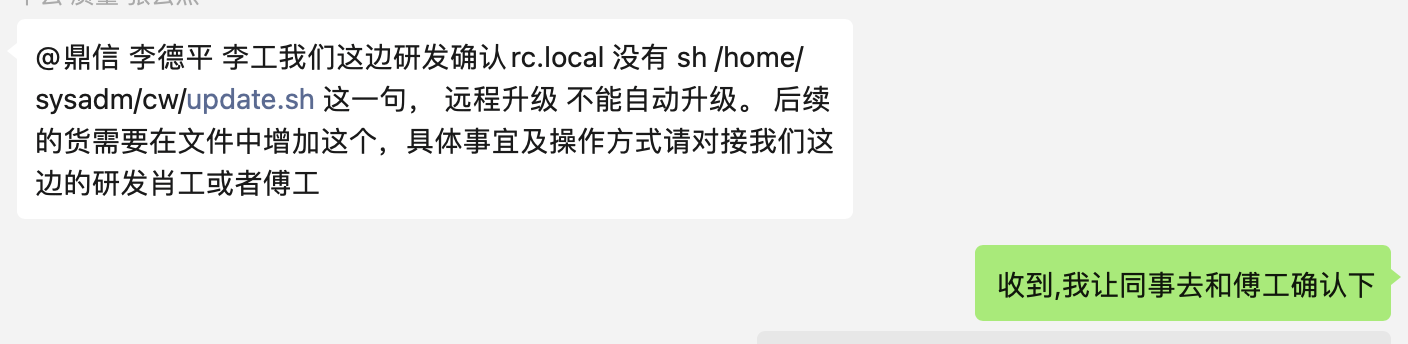 @鼎信 李德平 李工我们这边研发确认rc.local 没有 sh /home/
sysadm/cw/update.sh 这一句， 远程升级 不能自动升级。 后续
的货需要在文件中增加这个，具体事宜及操作方式请对接我们这
边的研发肖工或者傅工
收到,我让同事去和傅工确认下